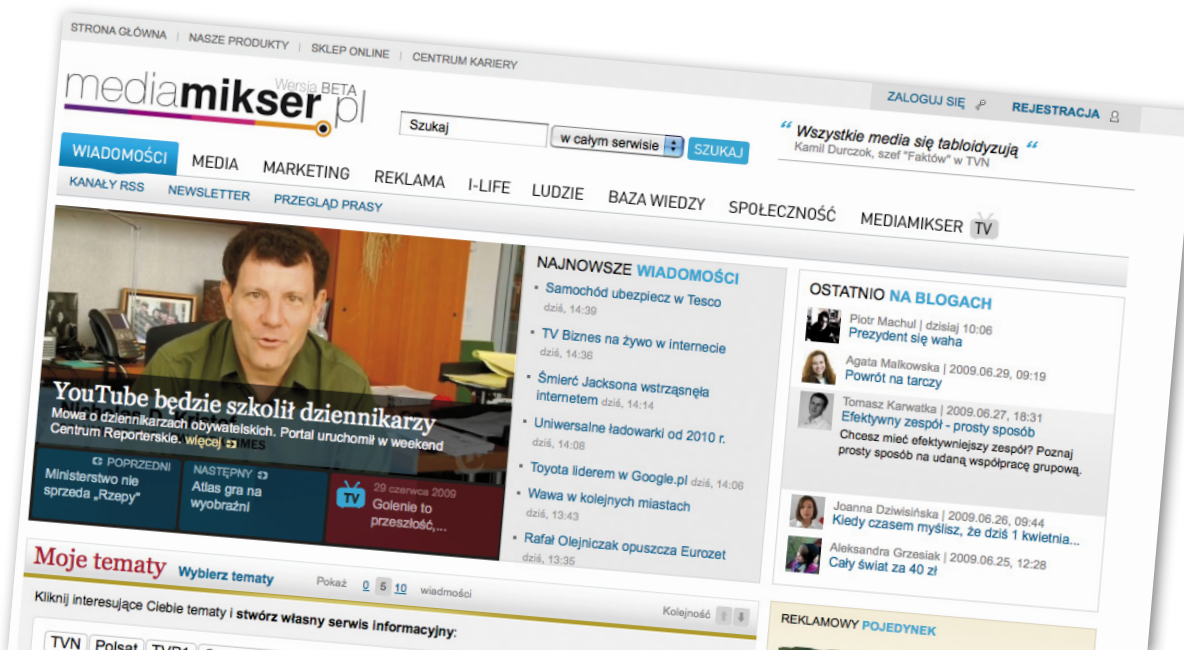 STRONA GŁÓWNA | NASZE PRODUKTY | SKLEP ONLINE | CENTRUM KARIERY
ZALOGUJ SIĘ REJESTRACJA
Wersja BETA
mediamikser.pl
Szukaj
w całym serwisie
SZUKAJ
“ Wszystkie media się tabloidyzują “
Kamil Durczok, szef "Faktów" w TVN
WIADOMOŚCI MEDIA MARKETING REKLAMA I-LIFE LUDZIE BAZA WIEDZY SPOŁECZNOŚĆ MEDIAMIKSER TV
KANAŁY RSS NEWSLETTER PRZEGLĄD PRASY
YouTube będzie szkolił dziennikarzy
Mowa o dziennikarzach obywatelskich. Portal uruchomił w weekend
Centrum Reporterskie. więcej
POPRZEDNI
Ministerstwo nie
sprzeda „Rzepy”
NASTĘPNY
Atlas gra na
wyobraźni
TV
29 czerwca 2009
Golenie to
przeszłość,...
NAJNOWSZE WIADOMOŚCI
Samochód ubezpiecz w Tesco
dziś, 14:39
TV Biznes na żywo w internecie
dziś, 14:36
Śmierć Jacksona wstrząsnęła
internetem dziś, 14:14
Uniwersalne ładowarki od 2010 r.
dziś, 14:08
Toyota liderem w Google.pl dziś, 14:06
Wawa w kolejnych miastach
dziś, 13:43
Rafał Olejniczak opuszcza Eurozet
dziś, 13:35
OSTATNIO NA BLOGACH
Piotr Machul | dzisiaj 10:06
Prezydent się waha
Agata Małkowska | 2009.06.29, 09:19
Powrót na tarczy
Tomasz Karwatka | 2009.06.27, 18:31
Efektywny zespół - prosty sposób
Chcesz mieć efektywniejszy zespół? Poznaj
prosty sposób na udaną współpracę grupową.
Joanna Dziwisińska | 2009.06.26, 09:44
Kiedy czasem myślisz, że dziś 1 kwietnia...
Aleksandra Grzesiak | 2009.06.25, 12:28
Cały świat za 40 zł
Moje tematy Wybierz tematy Pokaż 0 5 10 wiadmości Kolejność
Kliknij interesujące Ciebie tematy i stwórz własny serwis informacyjny:
TVN Polsat TVP1
REKLAMOWY POJEDYNEK